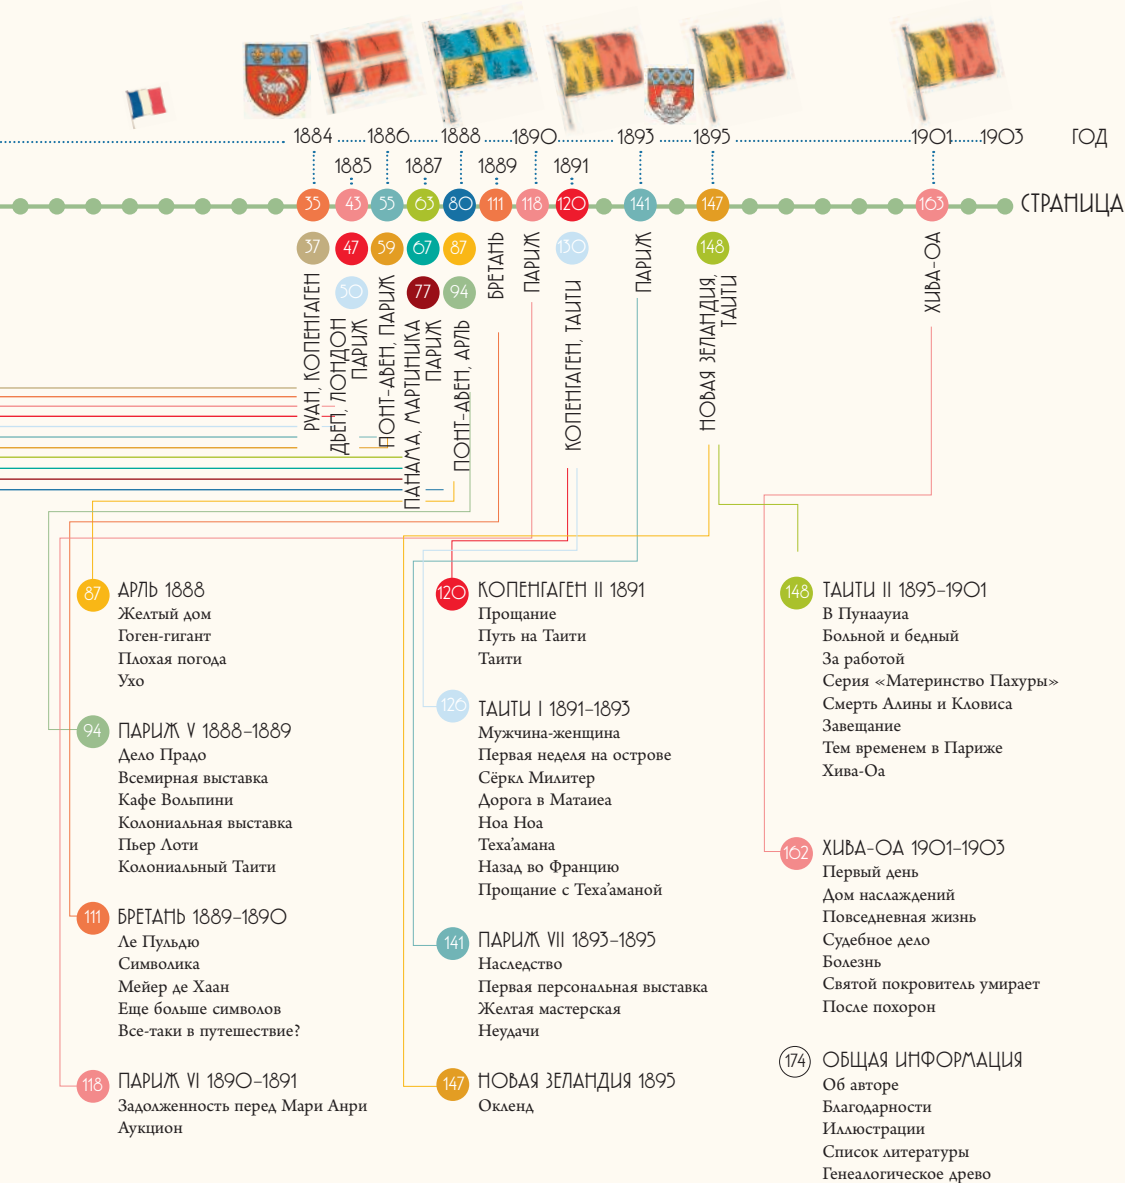 1884 1886 1888 1890 1893 1895 1901 1903 ГОД
1885 1887 1889 1891
35 43 55 63 80 111 118 120 141 147 163 СТРАНИЦА
37 47 59 67 87 130 148
50 77 94
РУАН, КОПЕНГАГЕН
ДЬЕП, ЛОНДОН
ПАРИЖ
ПОНТ-АВЕН, ПАРИЖ
ПАНАМА, МАРТИНИКА
ПАРИЖ
ПОНТ-АВЕН, АРЛЬ
БРЕТАНЬ
ПАРИЖ
КОПЕНГАГЕН, ТАИТИ
ПАРИЖ
НОВАЯ ЗЕЛАНДИЯ,
ТАИТИ
ХИВА-ОА
87 АРЛЬ 1888
Желтый дом
Гоген-гигант
Плохая погода
Ухо
94 ПАРИЖ V 1888–1889
Дело Прадо
Всемирная выставка
Кафе Вольпини
Колониальная выставка
Пьер Лоти
Колониальный Таити
111 БРЕТАНЬ 1889–1890
Ле Пульдю
Символика
Мейер де Хаан
Еще больше символов
Все-таки в путешествие?
118 ПАРИЖ VI 1890–1891
Задолженность перед Мари Анри
Аукцион
120 КОПЕНГАГЕН II 1891
Прощание
Путь на Таити
Таити
126 ТАИТИ I 1891–1893
Мужчина-женщина
Первая неделя на острове
Сёркл Милитер
Дорога в Матаиеа
Ноа Ноа
Теха’амана
Назад во Францию
Прощание с Теха’аманой
141 ПАРИЖ VII 1893–1895
Наследство
Первая персональная выставка
Желтая мастерская
Неудачи
147 НОВАЯ ЗЕЛАНДИЯ 1895
Окленд
148 ТАИТИ II 1895–1901
В Пунаауиа
Больной и бедный
За работой
Серия «Материнство Пахуры»
Смерть Алины и Кловиса
Завещание
Тем временем в Париже
Хива-Оа
162 ХИВА-ОА 1901–1903
Первый день
Дом наслаждений
Повседневная жизнь
Судебное дело
Болезнь
Святой покровитель умирает
После похорон
174 ОБЩАЯ ИНФОРМАЦИЯ
Об авторе
Благодарности
Иллюстрации
Список литературы
Генеалогическое древо